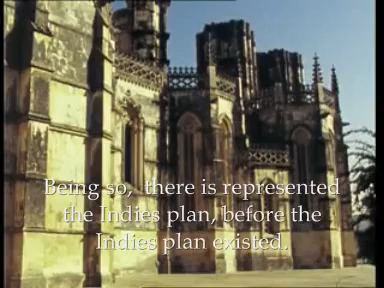 Being so,  there is represented
the Indies plan, before the
Indies plan existed.